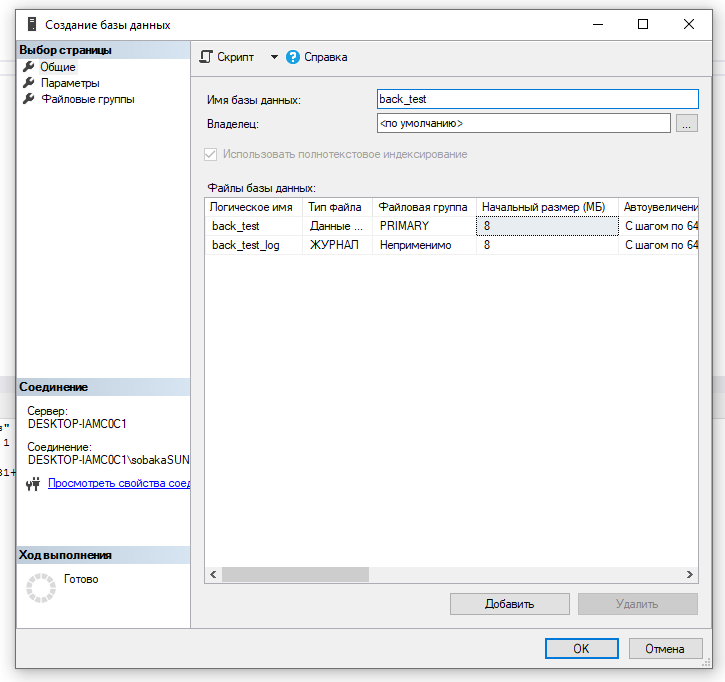 Создание базы данных
Выбор страницы
Общие
Параметры
Файловые группы
Скрипт
Справка
Имя базы данных: back_test
Владелец: <по умолчанию> ...
Использовать полнотекстовое индексирование
Файлы базы данных:
Логическое имя Тип файла Файловая группа Начальный размер (МБ) Автоувеличени
back_test Данные ... PRIMARY 8 С шагом по 64
back_test_log ЖУРНАЛ Неприменимо 8 С шагом по 64
Соединение
Сервер:
DESKTOP-IAMC0C1
Соединение:
DESKTOP-IAMC0C1\sobakaSUN
Просмотреть свойства соед
Ход выполнения
Готово
Добавить Удалить
OK Отмена